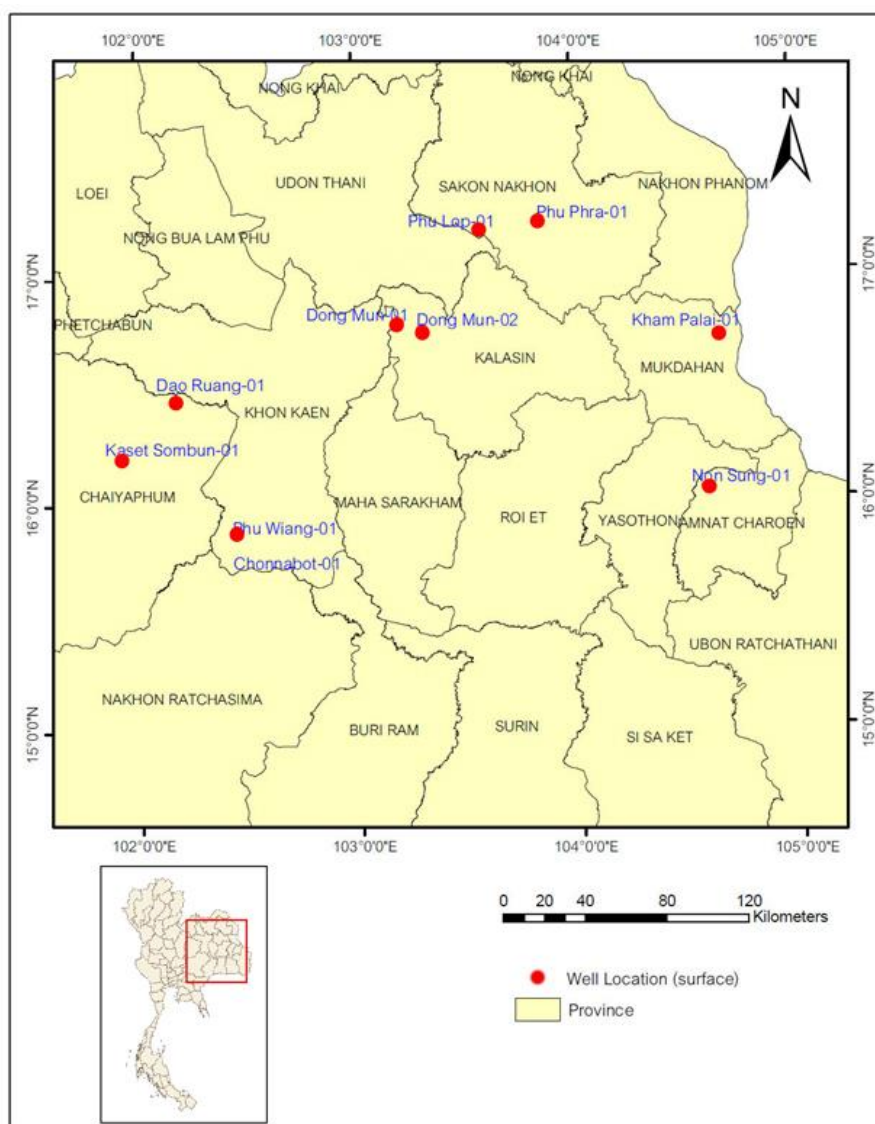 102°0'0"E
103°0'0"E
104°0'0"E
105°0'0"E
NONG KHAI
NONG KHAI
N
LOEI
UDON THANI
SAKON NAKHON
NAKHON PHANOM
Phu Lop-01
Phu Phra-01
NONG BUA LAM PHU
17°0'0"N
17°0'0"N
PHETCHABUN
Dong Mun-01
Dong Mun-02
Kham Palai-01
KALASIN
MUKDAHAN
Dao Ruang-01
KHON KAEN
Kaset Sombun-01
Non Sung-01
CHAIYAPHUM
MAHA SARAKHAM
ROI ET
YASOTHON
AMNAT CHAROEN
16°0'0"N
16°0'0"N
Phu Wiang-01
Chonnabot-01
UBON RATCHATHANI
NAKHON RATCHASIMA
BURI RAM
SURIN
SI SA KET
15°0'0"N
15°0'0"N
102°0'0"E
103°0'0"E
104°0'0"E
105°0'0"E
0 10 20 40 80 120
Kilometers
Well Location (surface)
Province